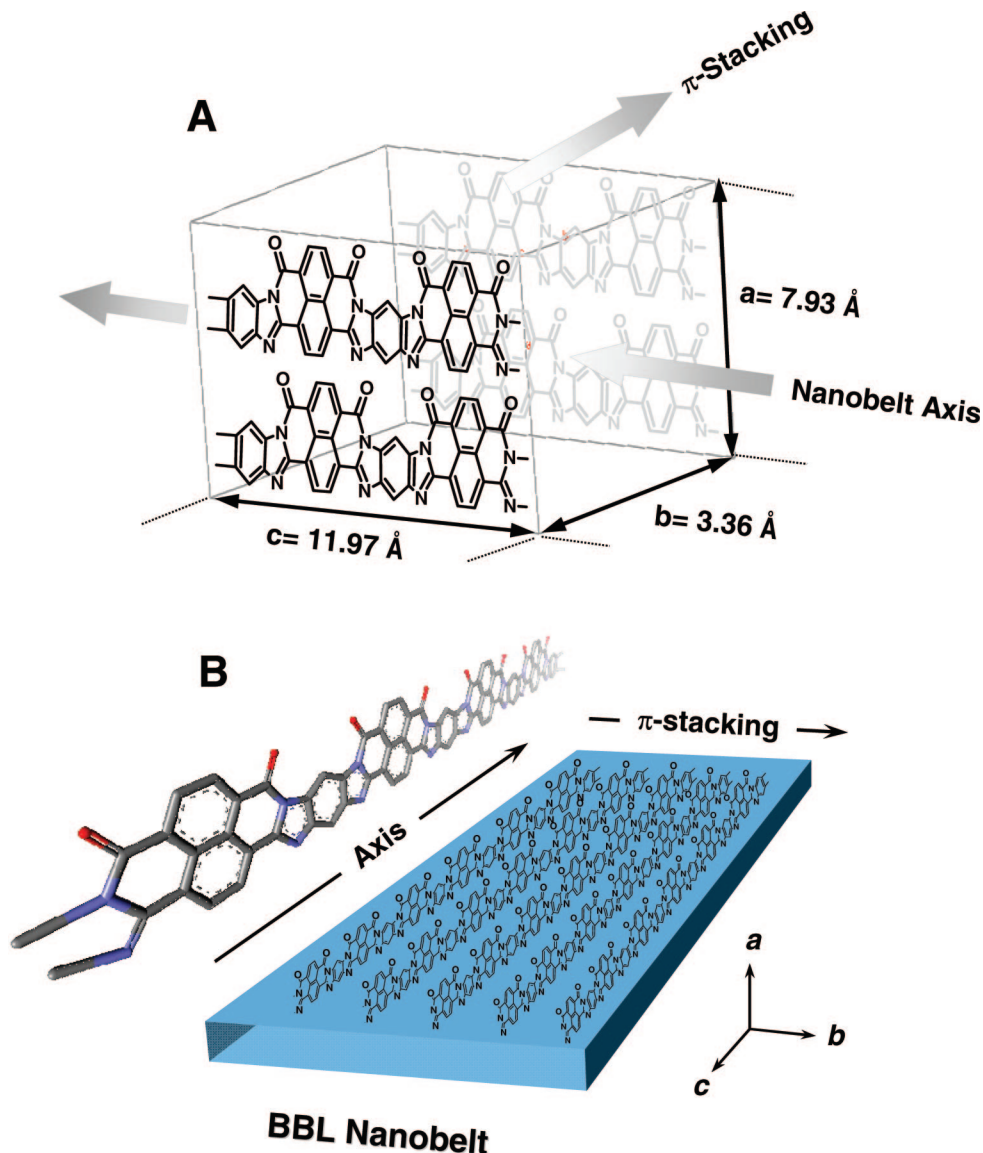 π-Stacking
A
a= 7.93 Å
Nanobelt Axis
b= 3.36 Å
c= 11.97 Å
B
π-stacking
Axis
a
b
c
BBL Nanobelt